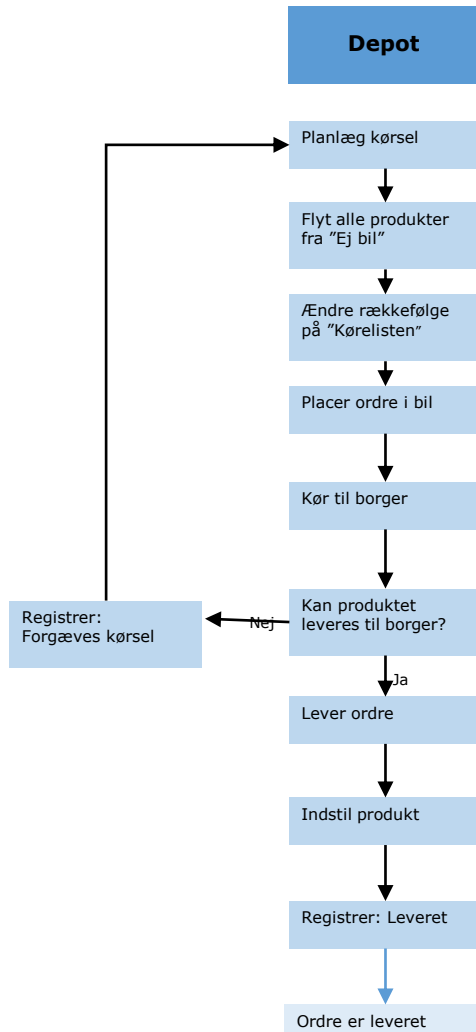 Depot
Planlæg kørsel
Flyt alle produkter
fra ”Ej bil”
Ændre rækkefølge
på ”Kørelisten”
Placer ordre i bil
Kør til borger
Kan produktet
leveres til borger?
Nej
Registrer:
Forgæves kørsel
Ja
Lever ordre
Indstil produkt
Registrer: Leveret
Ordre er leveret